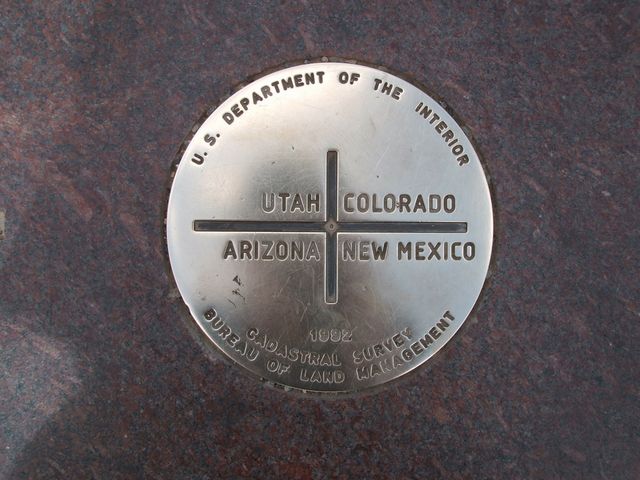 U. S. DEPARTMENT OF THE INTERIOR
UTAH COLORADO
ARIZONA NEW MEXICO
1992
CADASTRAL SURVEY
BUREAU OF LAND MANAGEMENT